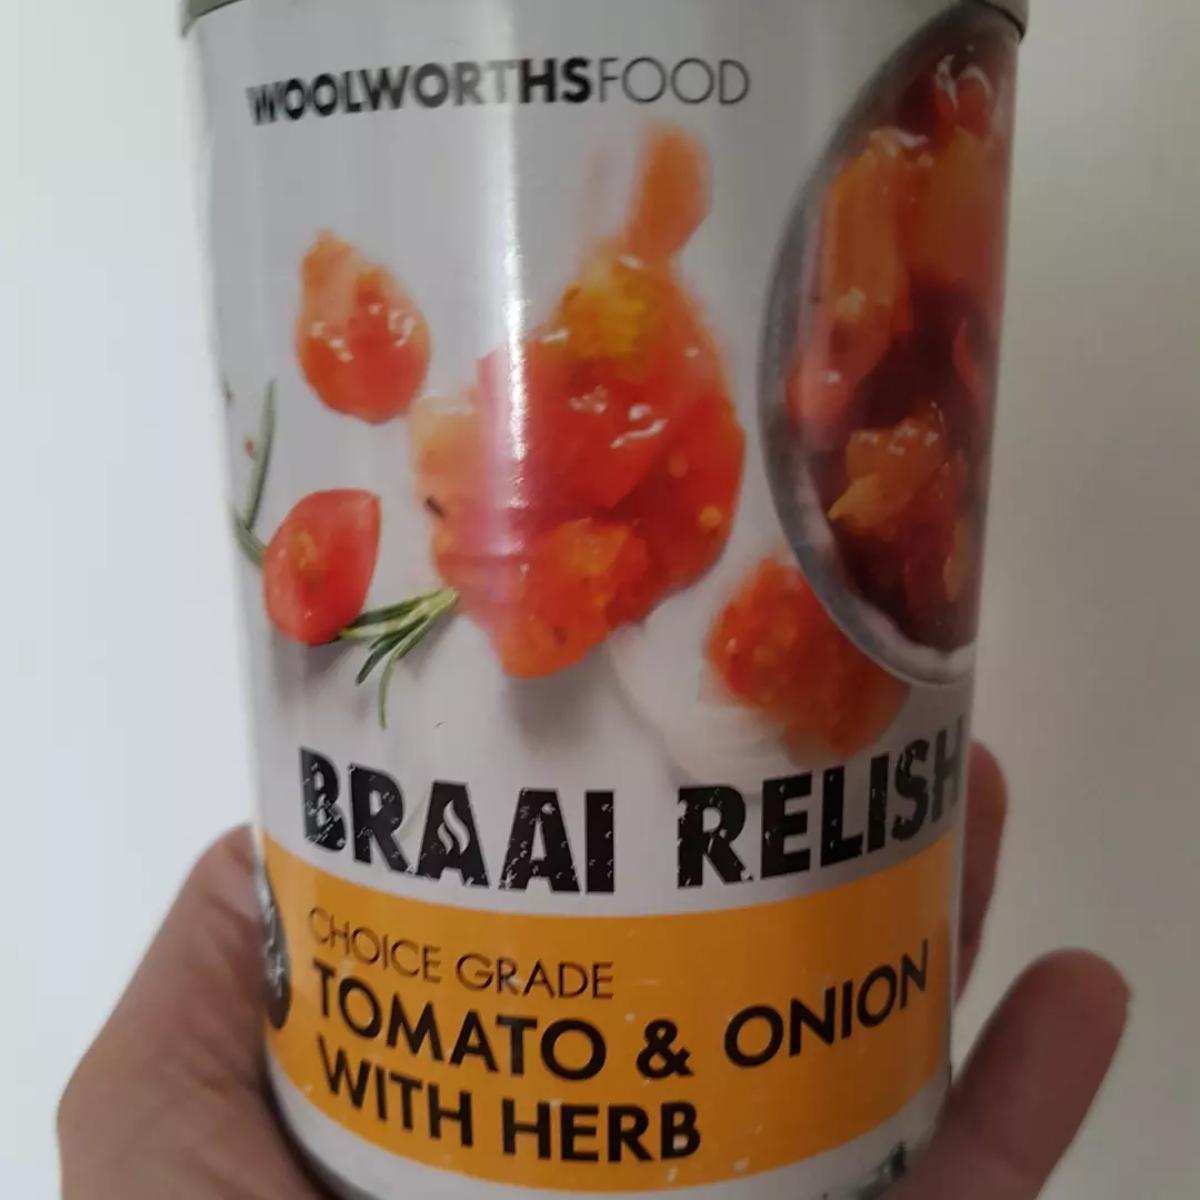 WOOLWORTHSFOOD
BRAAI RELISH
CHOICE GRADE
TOMATO & ONION
WITH HERB